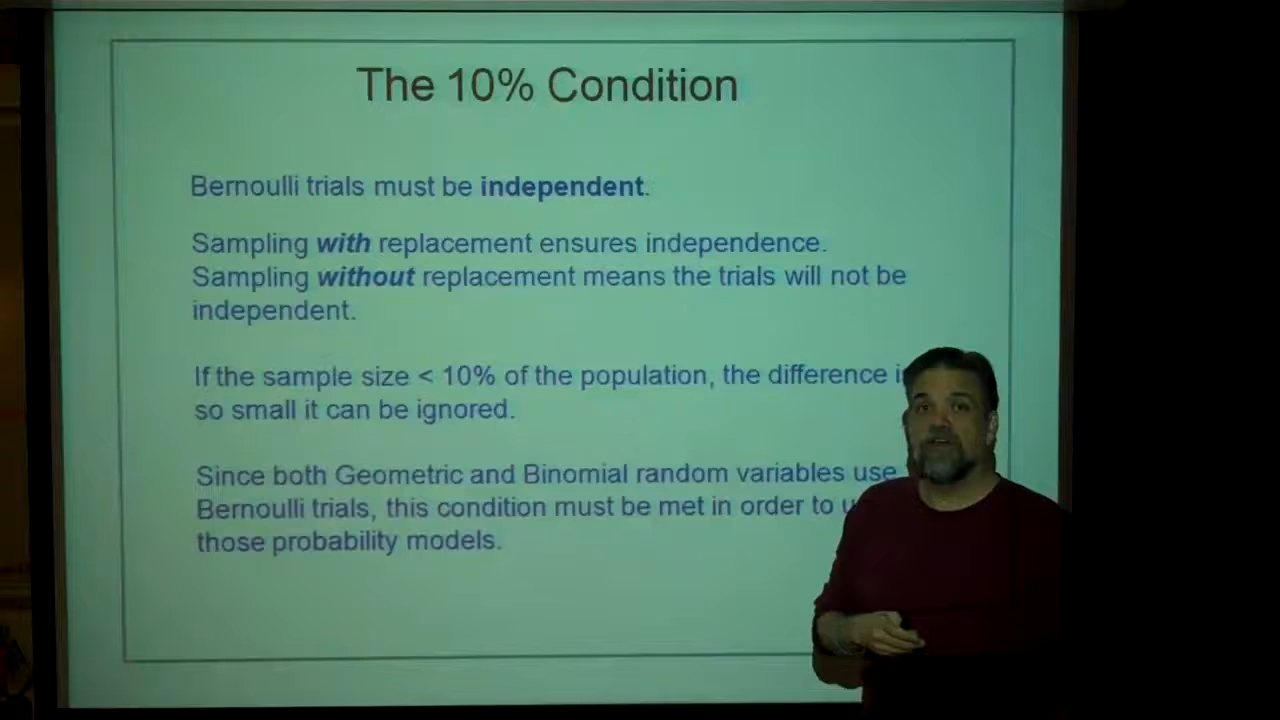 The 10% Condition
Bernoulli trials must be independent.
Sampling with replacement ensures independence.
Sampling without replacement means the trials will not be
independent.
If the sample size < 10% of the population, the difference
so small it can be ignored.
Since both Geometric and Binomial random variables use
Bernoulli trials, this condition must be met in order to
those probability models.